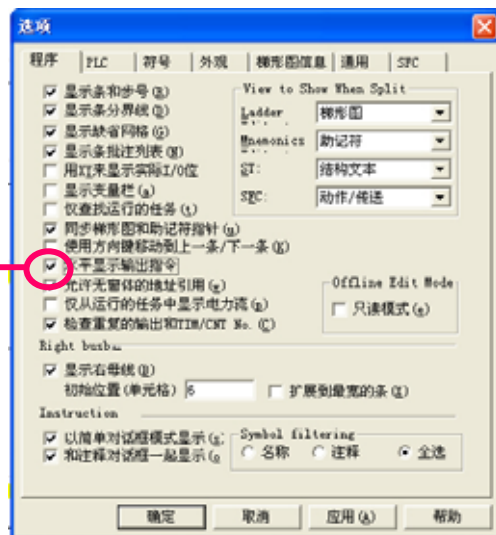 选项
程序 PLC 符号 外观 梯形图信息 通用 SFC
显示条和步号(R)
显示条分界线(D)
显示缺省网格(G)
显示条批注列表(N)
用XY来显示实际I/O位
显示变量栏(a)
仅查找运行的任务(t)
同步梯形图和助记符指针(u)
使用方向键移动到上一条/下一条(K)
水平显示输出指令
允许无窗体的地址引用(w)
仅从运行的任务中显示电力流(p)
检查重复的输出和TIM/CNT No.(C)
View to Show When Split
Ladder 梯形图
Mnemonics 助记符
ST: 结构文本
SFC: 动作/传送
Offline Edit Mode
只读模式(e)
Right busba
显示右母线(B)
初始位置(单元格) 6 扩展到最宽的条(X)
Instruction
以简单对话框模式显示(s:
和注释对话框一起显示(o
Symbol filtering
名称 注释 全选
确定 取消 应用(A) 帮助